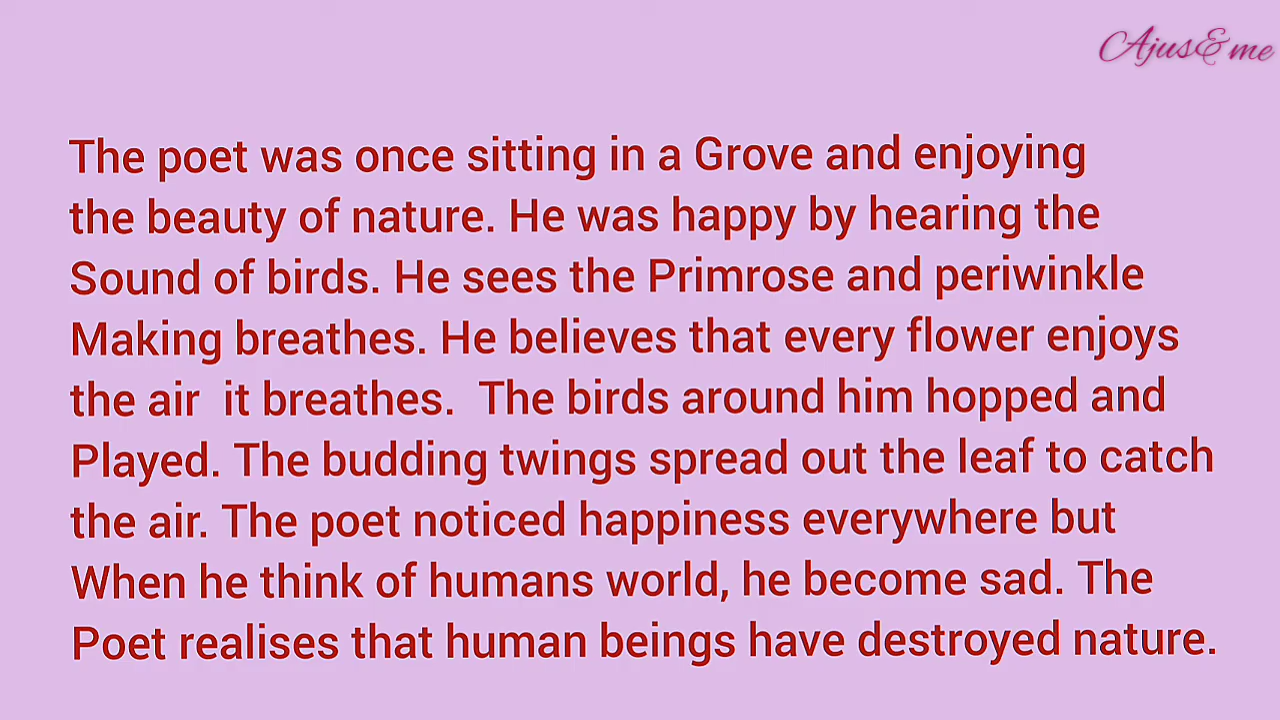 Ajus& me
The poet was once sitting in a Grove and enjoying
the beauty of nature. He was happy by hearing the
Sound of birds. He sees the Primrose and periwinkle
Making breathes. He believes that every flower enjoys
the air  it breathes.  The birds around him hopped and
Played. The budding twings spread out the leaf to catch
the air. The poet noticed happiness everywhere but
When he think of humans world, he become sad. The
Poet realises that human beings have destroyed nature.